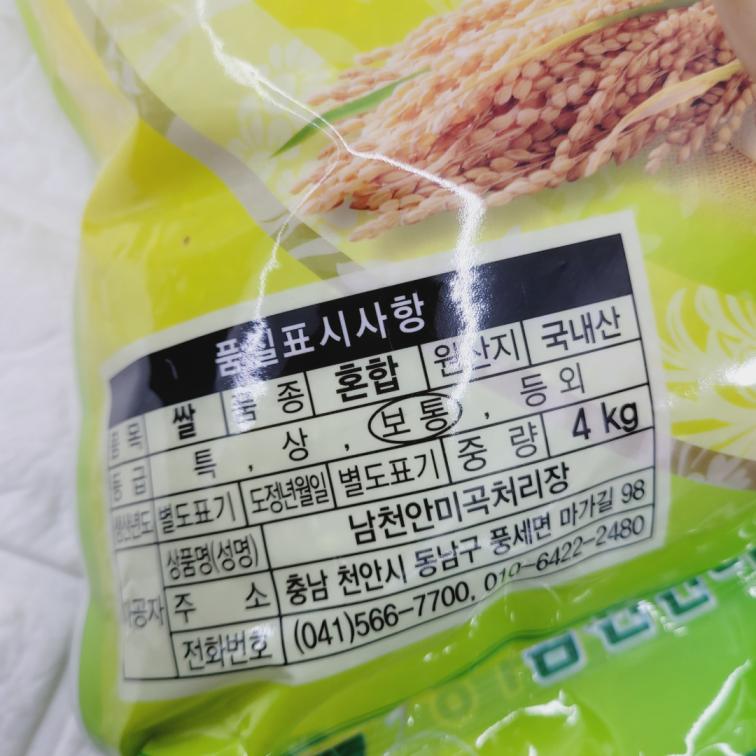 품질표시사항
품목 쌀 품종 혼합 원산지 국내산
등급 특, 상, 보통, 등외
생산년도 별도표기 도정년월일 별도표기 중량 4 kg
가공자 상품명(성명) 남천안미곡처리장
주소 충남 천안시 동남구 풍세면 마가길 98
전화번호 (041)566-7700, 010-6422-2480